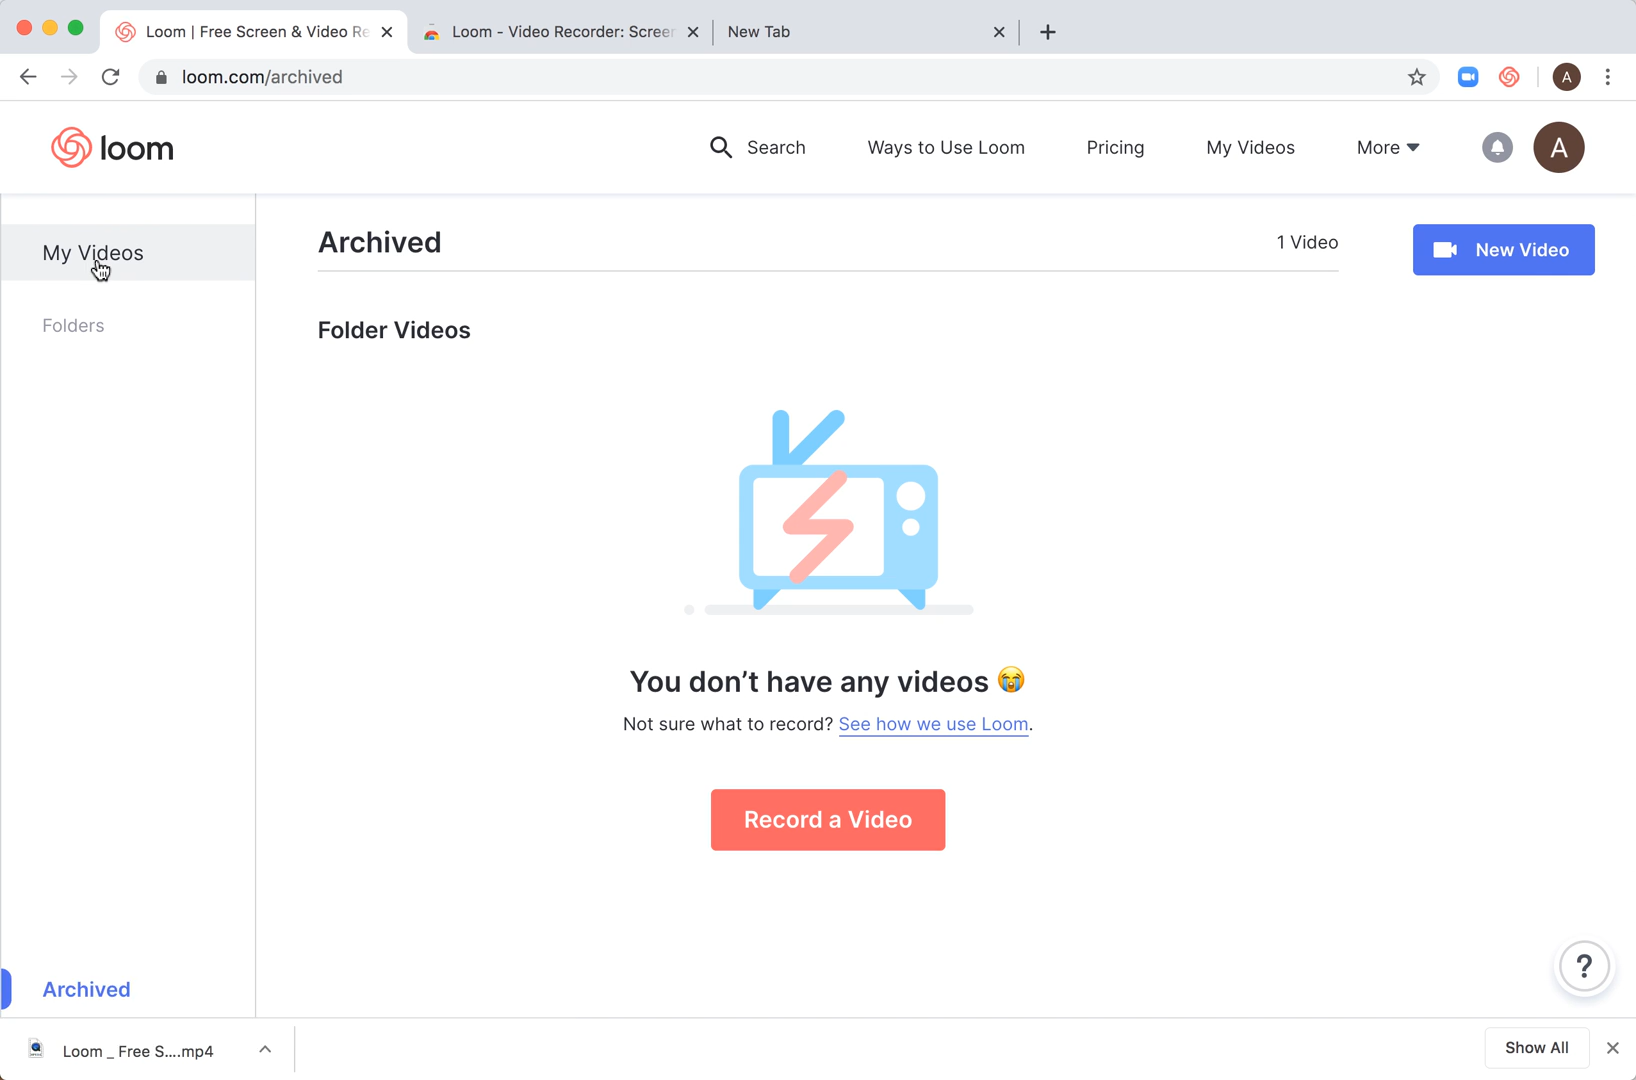 Loom | Free Screen & Video Re
Loom - Video Recorder: Screen
New Tab
loom.com/archived
A
loom
Search
Ways to Use Loom
Pricing
My Videos
More
A
My Videos
Archived
1 Video
New Video
Folders
Folder Videos
You don’t have any videos 😭
Not sure what to record? See how we use Loom.
Record a Video
?
Archived
Loom _ Free S....mp4
Show All